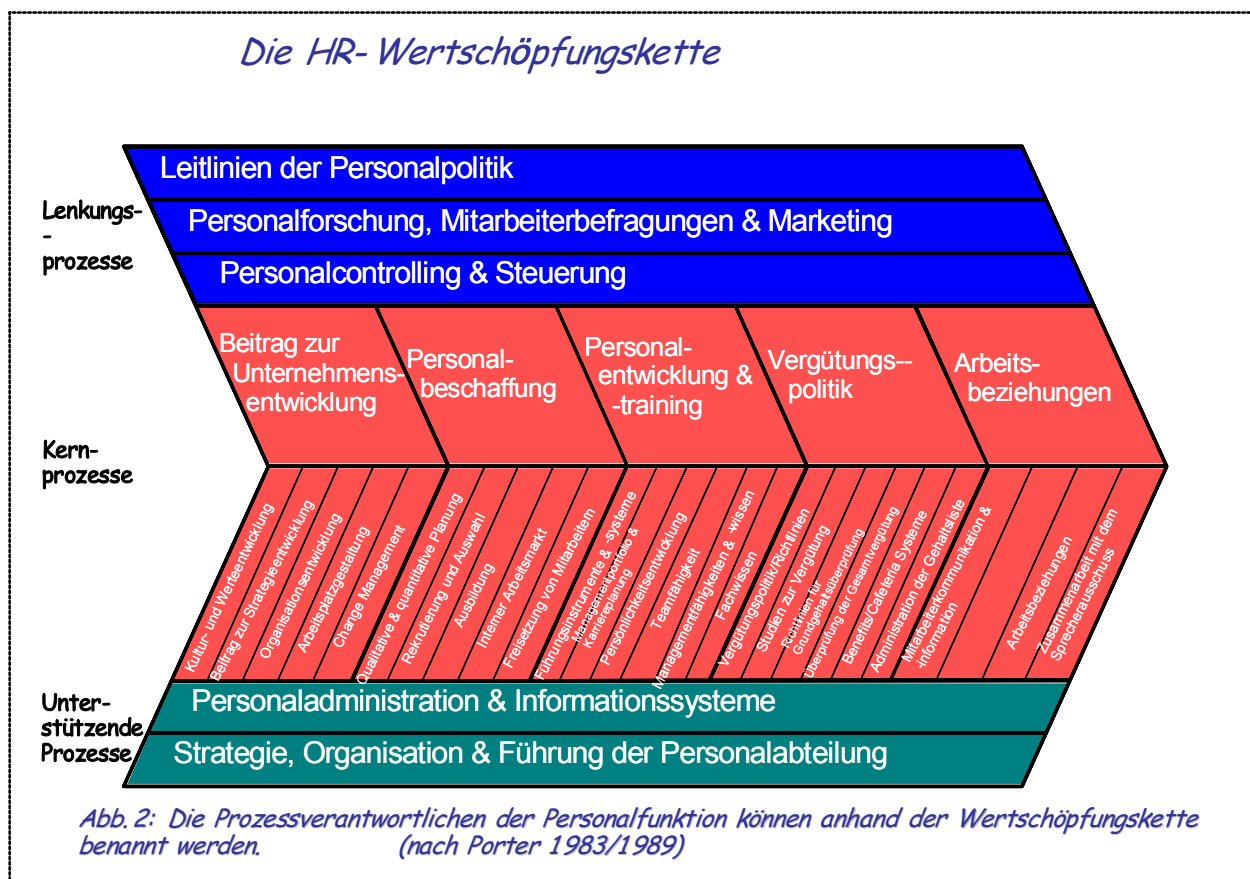 Die HR- Wertschöpfungskette
Lenkungs-
-
prozesse
Leitlinien der Personalpolitik
Personalforschung, Mitarbeiterbefragungen & Marketing
Personalcontrolling & Steuerung
Kern-
prozesse
Beitrag zur
Unternehmens-
entwicklung
Personal-
beschaffung
Personal-
entwicklung &
-training
Vergütungs--
politik
Arbeits-
beziehungen
Kultur- und Werteentwicklung
Beitrag zur Strategieentwicklung
Organisationsentwicklung
Arbeitsplatzgestaltung
Change Management
Qualitative & quantitative Planung
Rekrutierung und Auswahl
Ausbildung
Interner Arbeitsmarkt
Freisetzung von Mitarbeitern
Führungsinstrumente & -systeme
Managementportfolio &
Karriereplanung
Persönlichkeitsentwicklung
Teamfähigkeit
Managementfähigkeiten & -wissen
Fachwissen
Vergütungspolitik/Richtlinien
Studien zur Vergütung
Richtlinien für
Grundgehaltsüberprüfung
Überprüfung der Gesamtvergütung
Benefits/Cafeteria Systeme
Administration der Gehaltsliste
Mitarbeiterkommunikation &
-information
Arbeitsbeziehungen
Zusammenarbeit mit dem
Sprecherausschuss
Unter-
stützende
Prozesse
Personaladministration & Informationssysteme
Strategie, Organisation & Führung der Personalabteilung
Abb. 2: Die Prozessverantwortlichen der Personalfunktion können anhand der Wertschöpfungskette
benannt werden. (nach Porter 1983/1989)